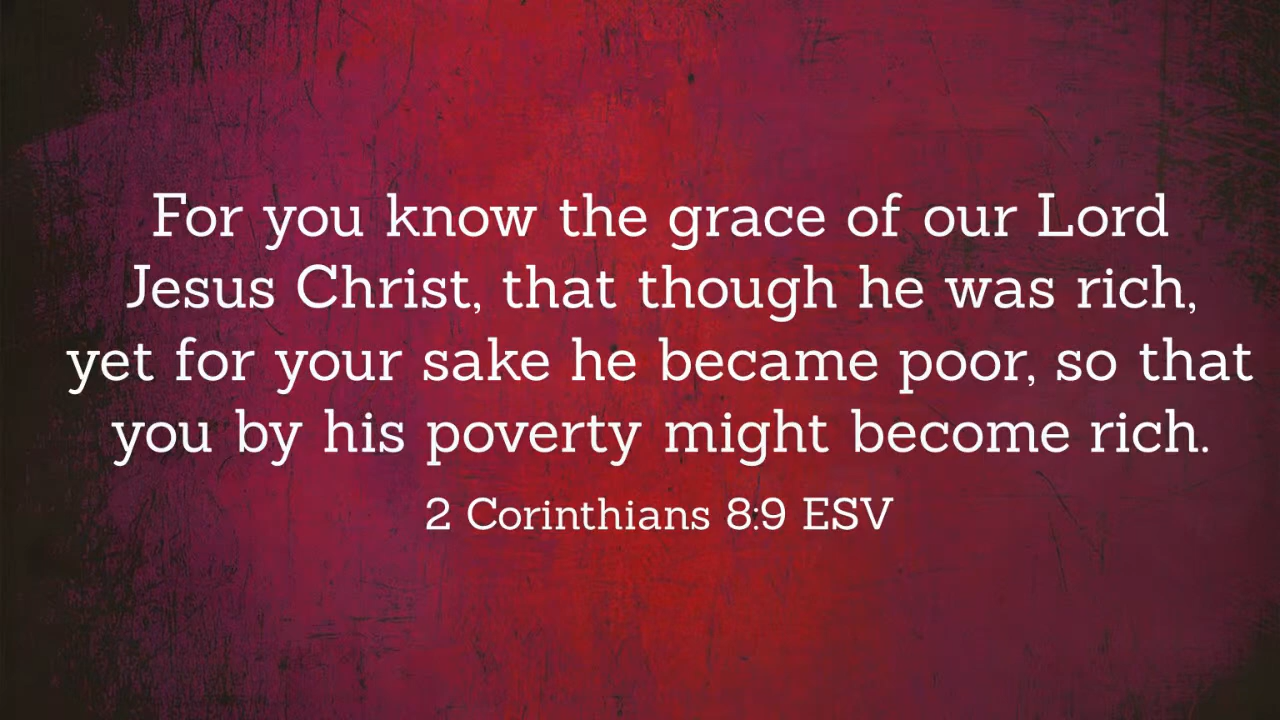 For you know the grace of our Lord
Jesus Christ, that though he was rich,
yet for your sake he became poor, so that
you by his poverty might become rich.
2 Corinthians 8:9 ESV